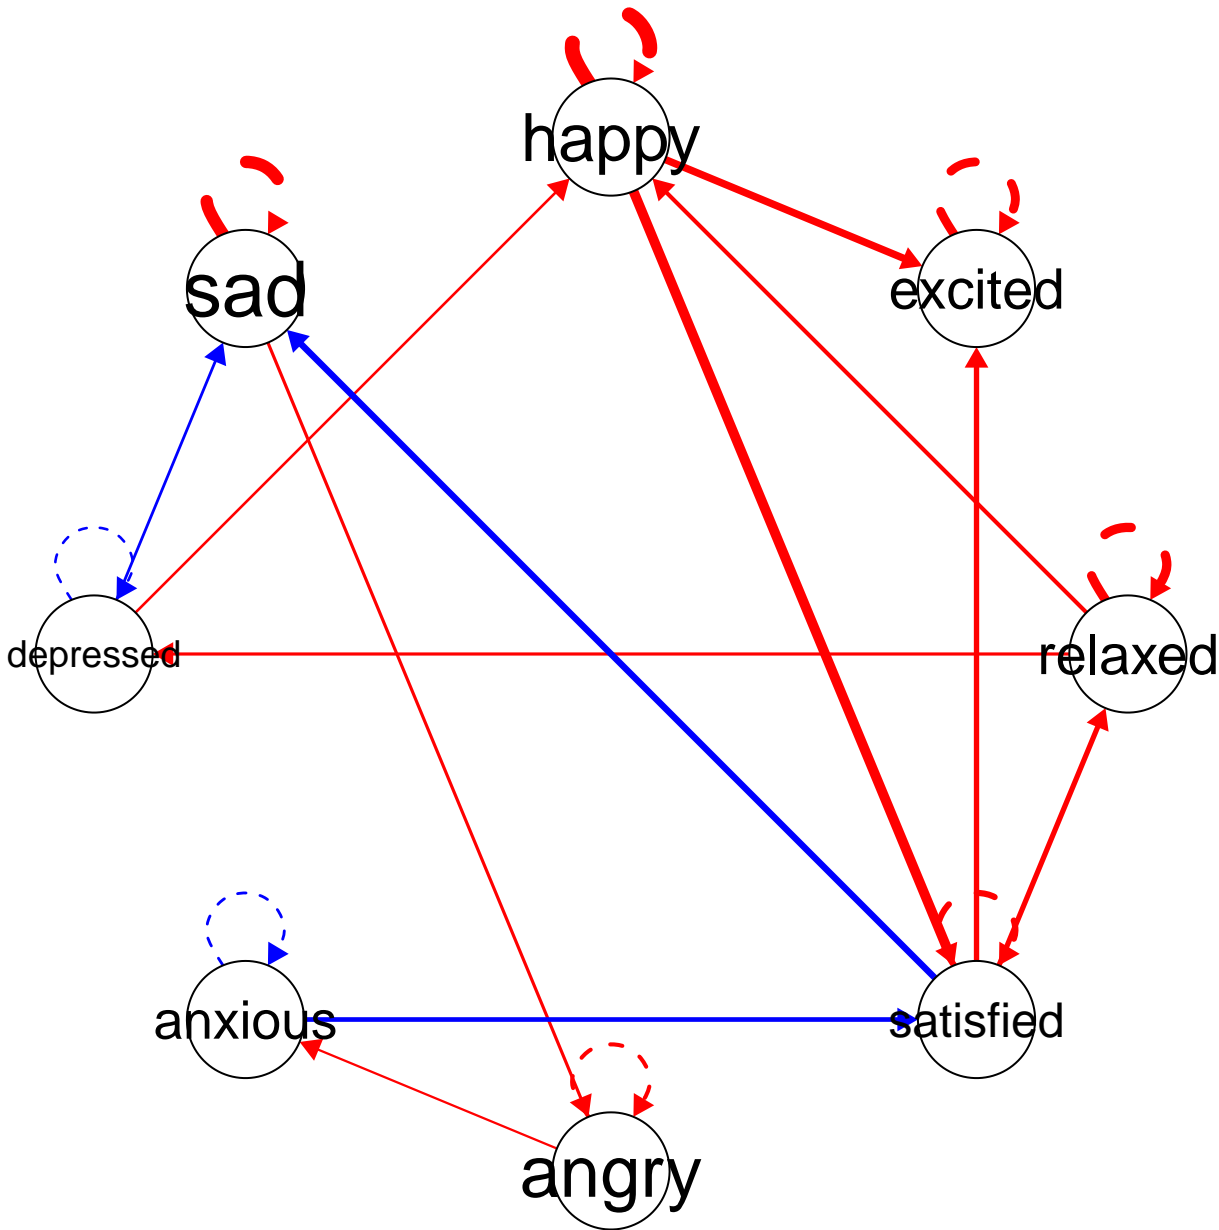 happy
sad
excited
depressed
relaxed
anxious
satisfied
angry